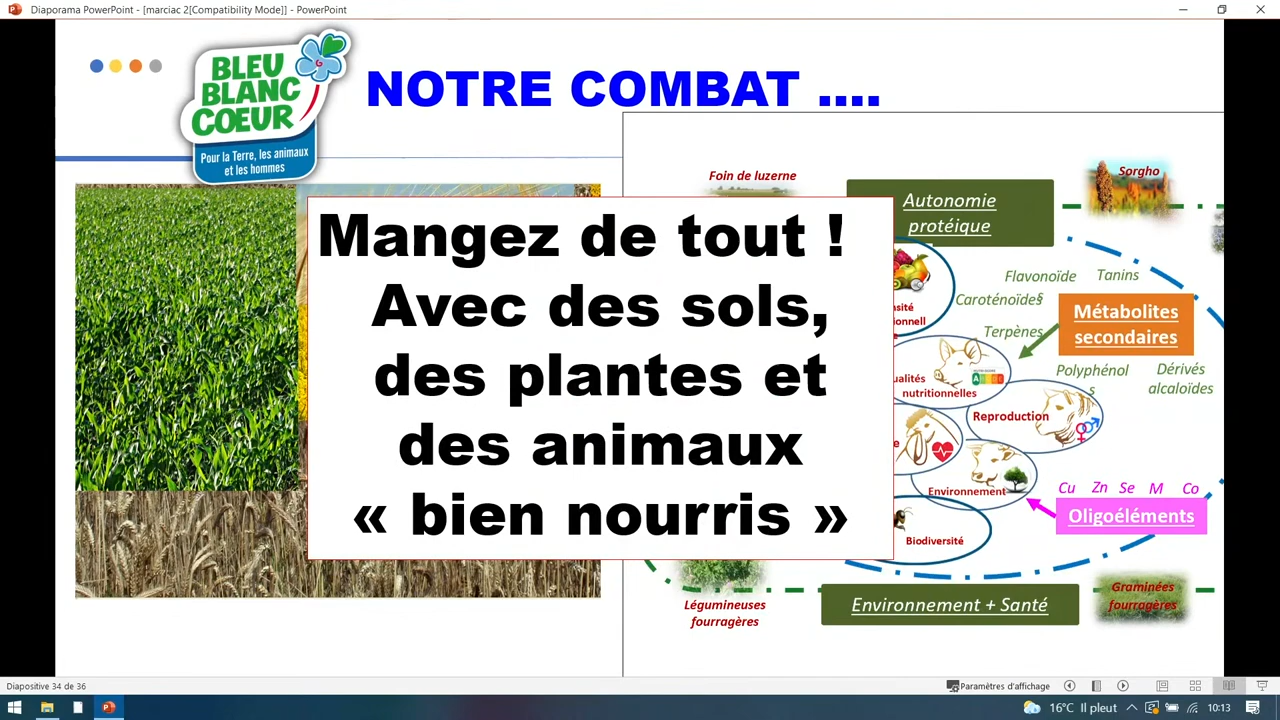 Diaporama PowerPoint - [marciac 2[Compatibility Mode]] - PowerPoint
BLEU
BLANC
COEUR
Pour la Terre, les animaux
et les hommes
NOTRE COMBAT ....
Mangez de tout !
Avec des sols,
des plantes et
des animaux
« bien nourris »
Foin de luzerne
Autonomie
protéique
Sorgho
Flavonoïde
Tanins
Caroténoïdes
Terpènes
Métabolites
secondaires
Polyphénol
s
Dérivés
alcaloïdes
nutritionnelles
Reproduction
Environnement
Biodiversité
Cu Zn Se M Co
Oligoéléments
Légumineuses
fourragères
Environnement + Santé
Graminées
fourragères
Diapositive 34 de 36
Paramètres d'affichage
16°C Il pleut
10:13